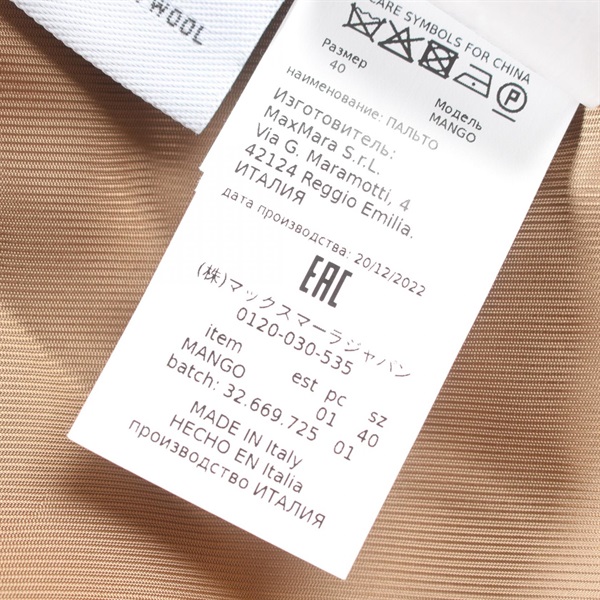 WOOL
CARE SYMBOLS FOR CHINA
P
Размер
40
Модель
MANGO
наименование: ПАЛЬТО
Изготовитель:
MaxMara S.r.L.
Via G. Maramotti, 4
42124 Reggio Emilia.
ИТАЛИЯ
дата производства: 20/12/2022
EAC
(株)マックスマーラジャパン
0120-030-535
item est pc sz
MANGO 01 40
batch: 32.669.725 01
MADE IN Italy
HECHO EN Italia
производство ИТАЛИЯ